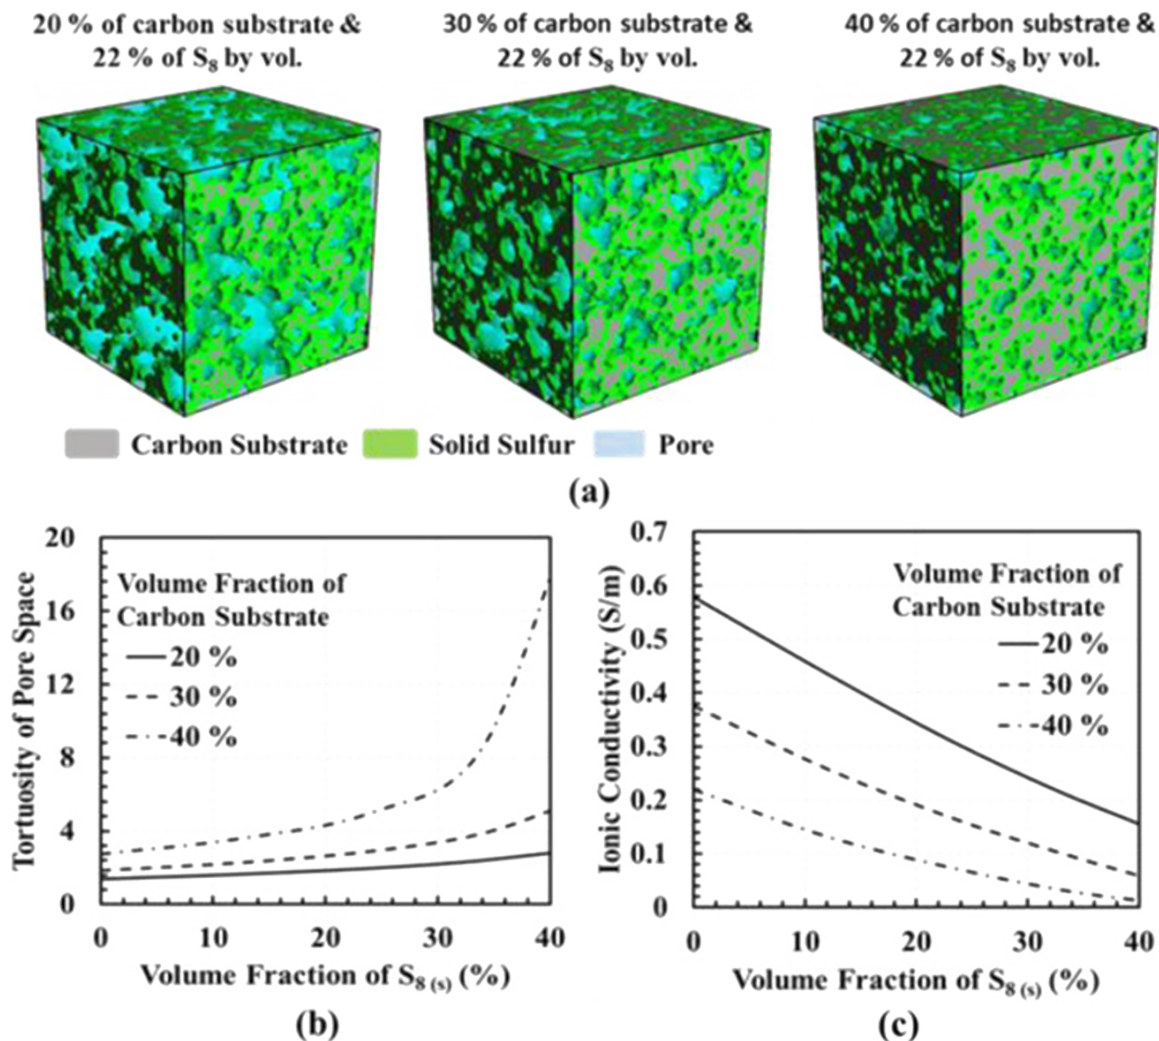 20 % of carbon substrate &
22 % of S8 by vol.
30 % of carbon substrate &
22 % of S8 by vol.
40 % of carbon substrate &
22 % of S8 by vol.
Carbon Substrate
Solid Sulfur
Pore
(a)
Tortuosity of Pore Space
20
16
12
8
4
0
Volume Fraction of
Carbon Substrate
20 %
30 %
40 %
0
10
20
30
40
Volume Fraction of S8 (s) (%)
(b)
Ionic Conductivity (S/m)
0.7
0.6
0.5
0.4
0.3
0.2
0.1
0
Volume Fraction of
Carbon Substrate
20 %
30 %
40 %
0
10
20
30
40
Volume Fraction of S8 (s) (%)
(c)